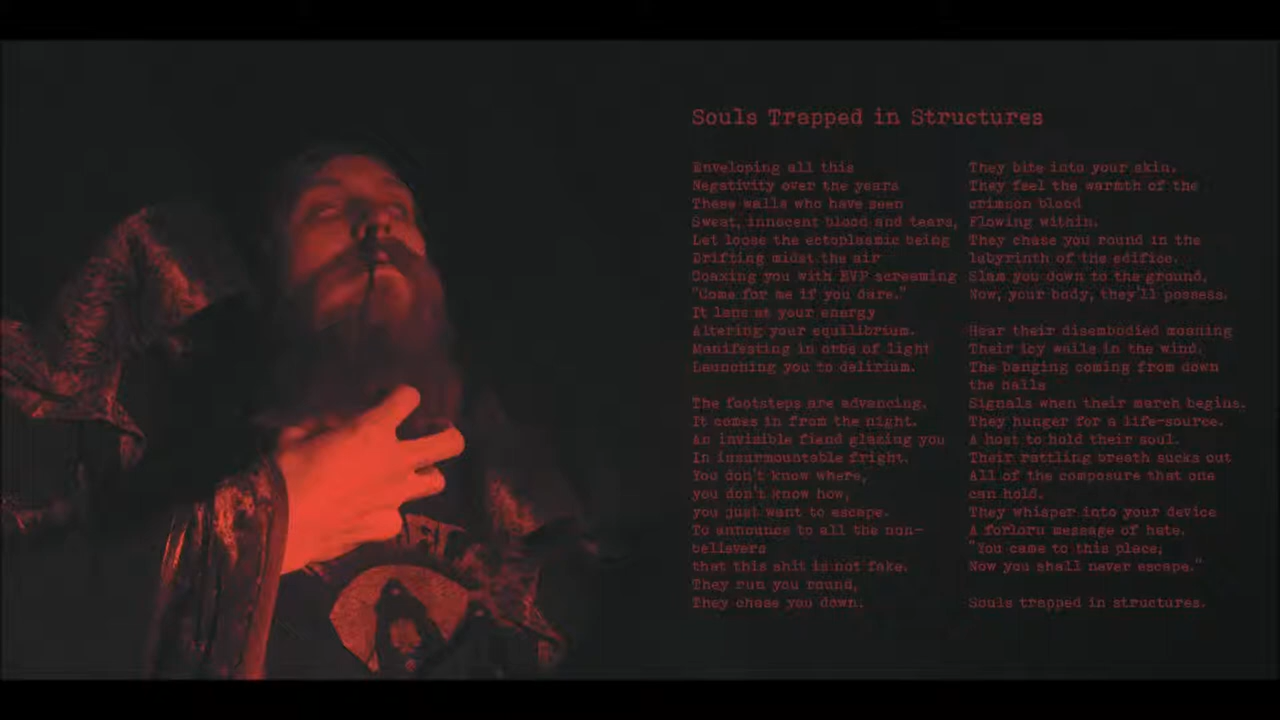 Souls Trapped in Structures
Enveloping all this
Negativity over the years
These walls who have seen
Sweat, innocent blood and tears,
Let loose the ectoplasmic being
Drifting midst the air
Coaxing you with EVP screaming
"Come for me if you dare."
It laps at your energy
Altering your equilibrium.
Manifesting in orbs of light
Launching you to delirium.
The footsteps are advancing.
It comes in from the night.
An invisible fiend glazing you
In insurmountable fright.
You don't know where,
you don't know how,
you just want to escape.
To announce to all the non-
believers
that this shit is not fake.
They run you round,
They chase you down.
They bite into your skin.
They feel the warmth of the
crimson blood
Flowing within.
They chase you round in the
labyrinth of the edifice.
Slam you down to the ground,
Now, your body, they'll possess.
Hear their disembodied moaning
Their icy wails in the wind.
The banging coming from down
the halls
Signals when their march begins.
They hunger for a life-source.
A host to hold their soul.
Their rattling breath sucks out
All of the composure that one
can hold.
They whisper into your device
A forlorn message of hate.
"You came to this place,
Now you shall never escape."
Souls trapped in structures.